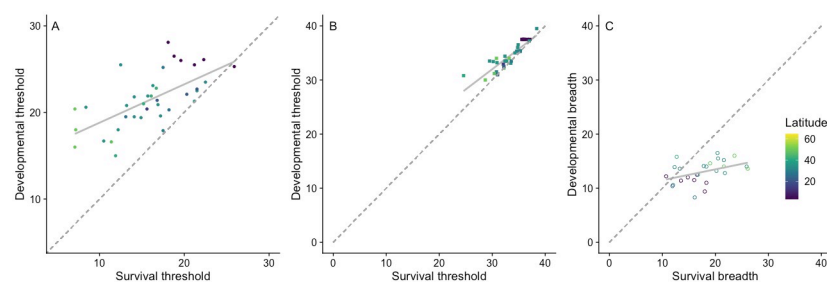 A
30
20
10
10 20 30
Developmental threshold
Survival threshold
B
40
30
20
10
0
0 10 20 30 40
Developmental threshold
Survival threshold
C
40
30
20
10
0
0 10 20 30 40
Developmental breadth
Survival breadth
Latitude
60
40
20